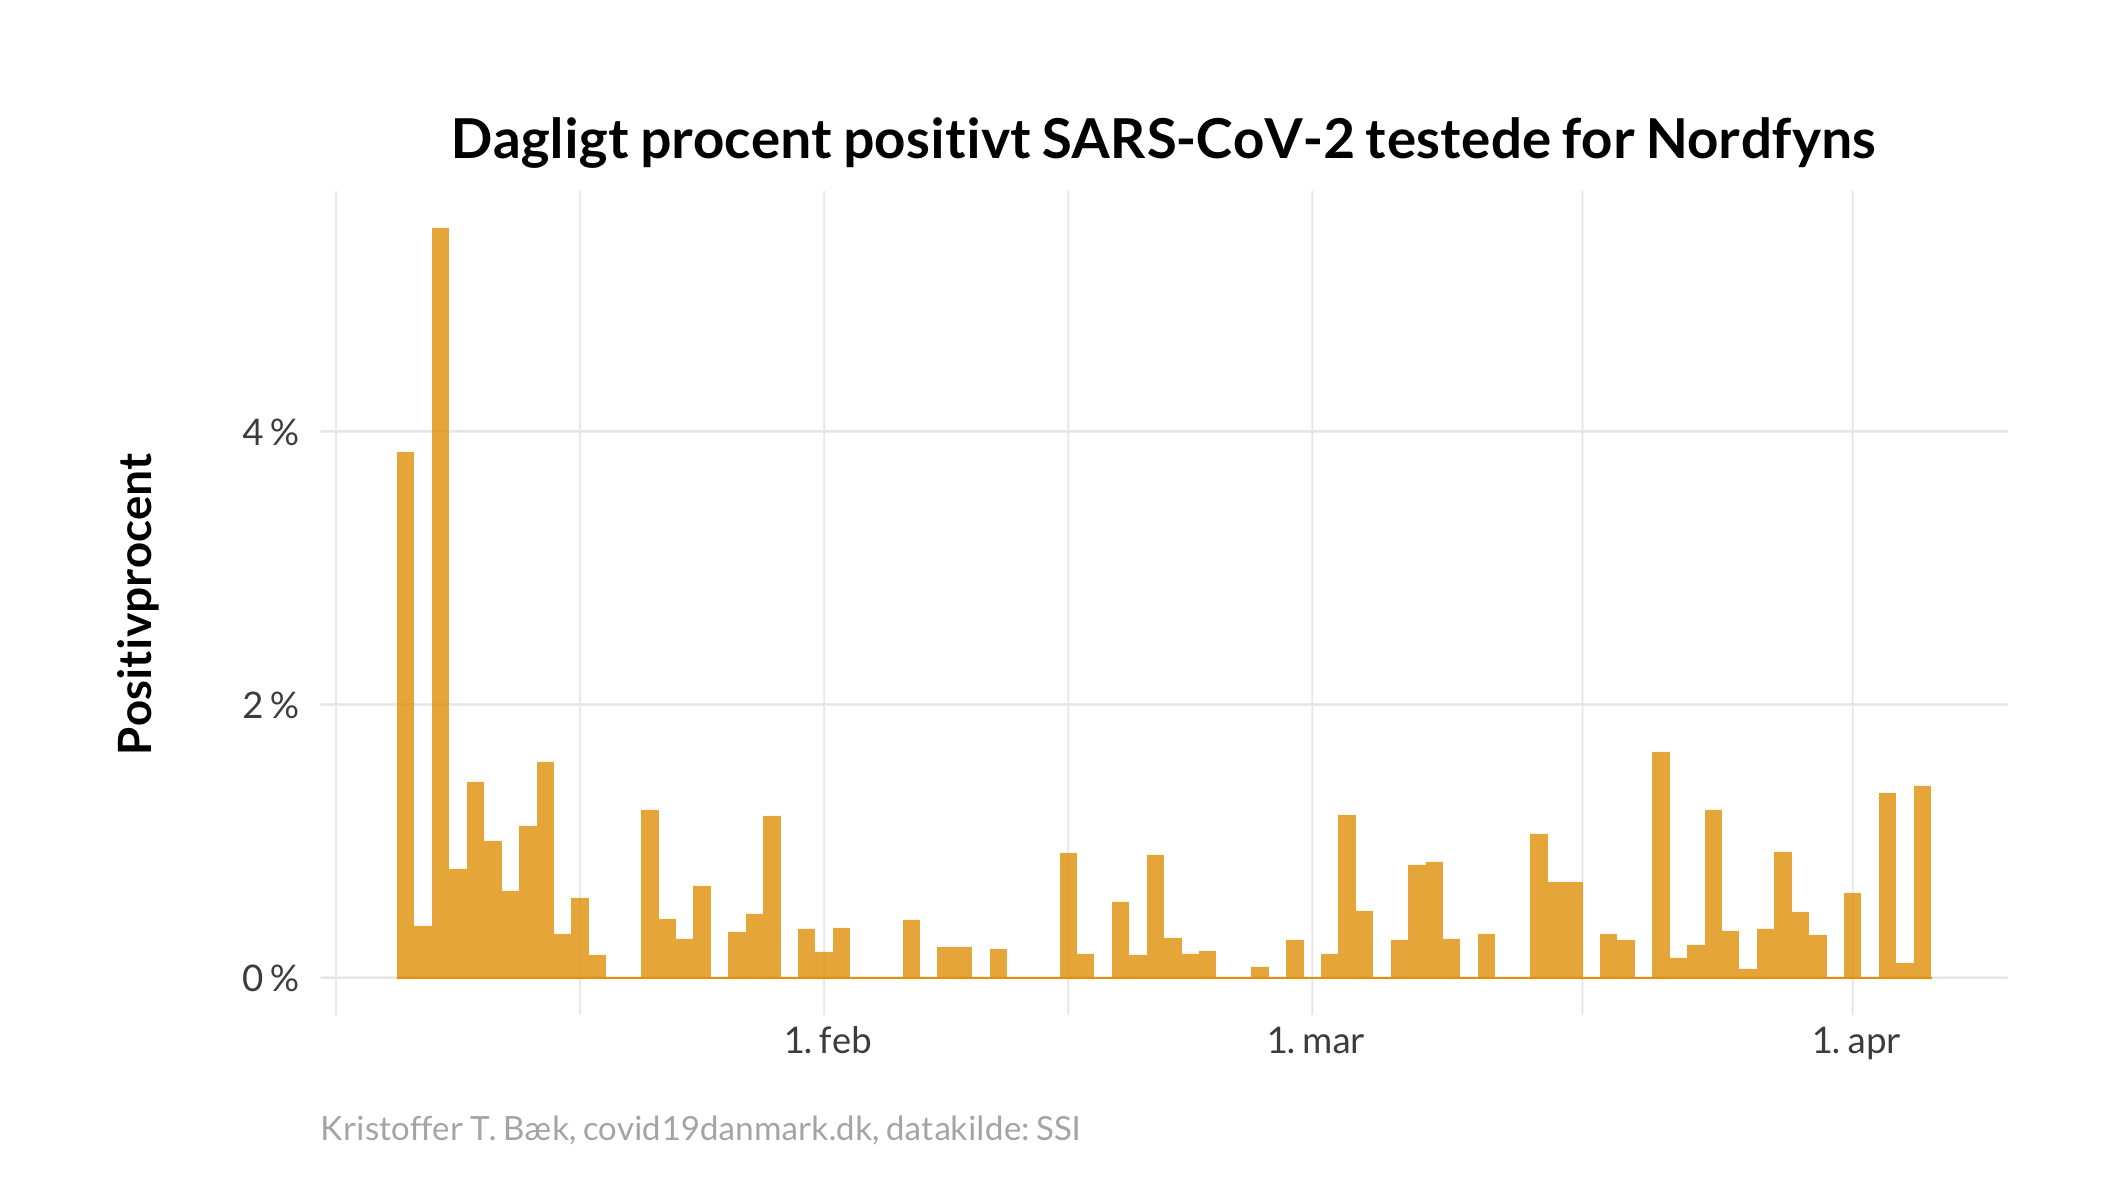 Dagligt procent positivt SARS-CoV-2 testede for Nordfyns
Positivprocent
4 %
2 %
0 %
1. feb
1. mar
1. apr
Kristoffer T. Bæk, covid19danmark.dk, datakilde: SSI